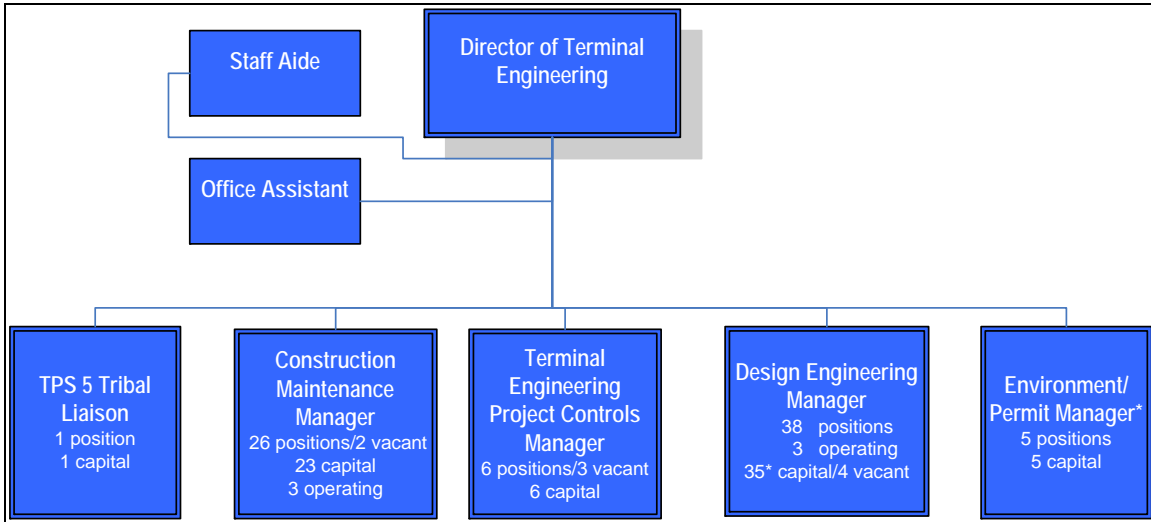 Staff Aide
Director of Terminal
Engineering
Office Assistant
TPS 5 Tribal
Liaison
1 position
1 capital
Construction
Maintenance
Manager
26 positions/2 vacant
23 capital
3 operating
Terminal
Engineering
Project Controls
Manager
6 positions/3 vacant
6 capital
Design Engineering
Manager
38 positions
3 operating
35* capital/4 vacant
Environment/
Permit Manager*
5 positions
5 capital